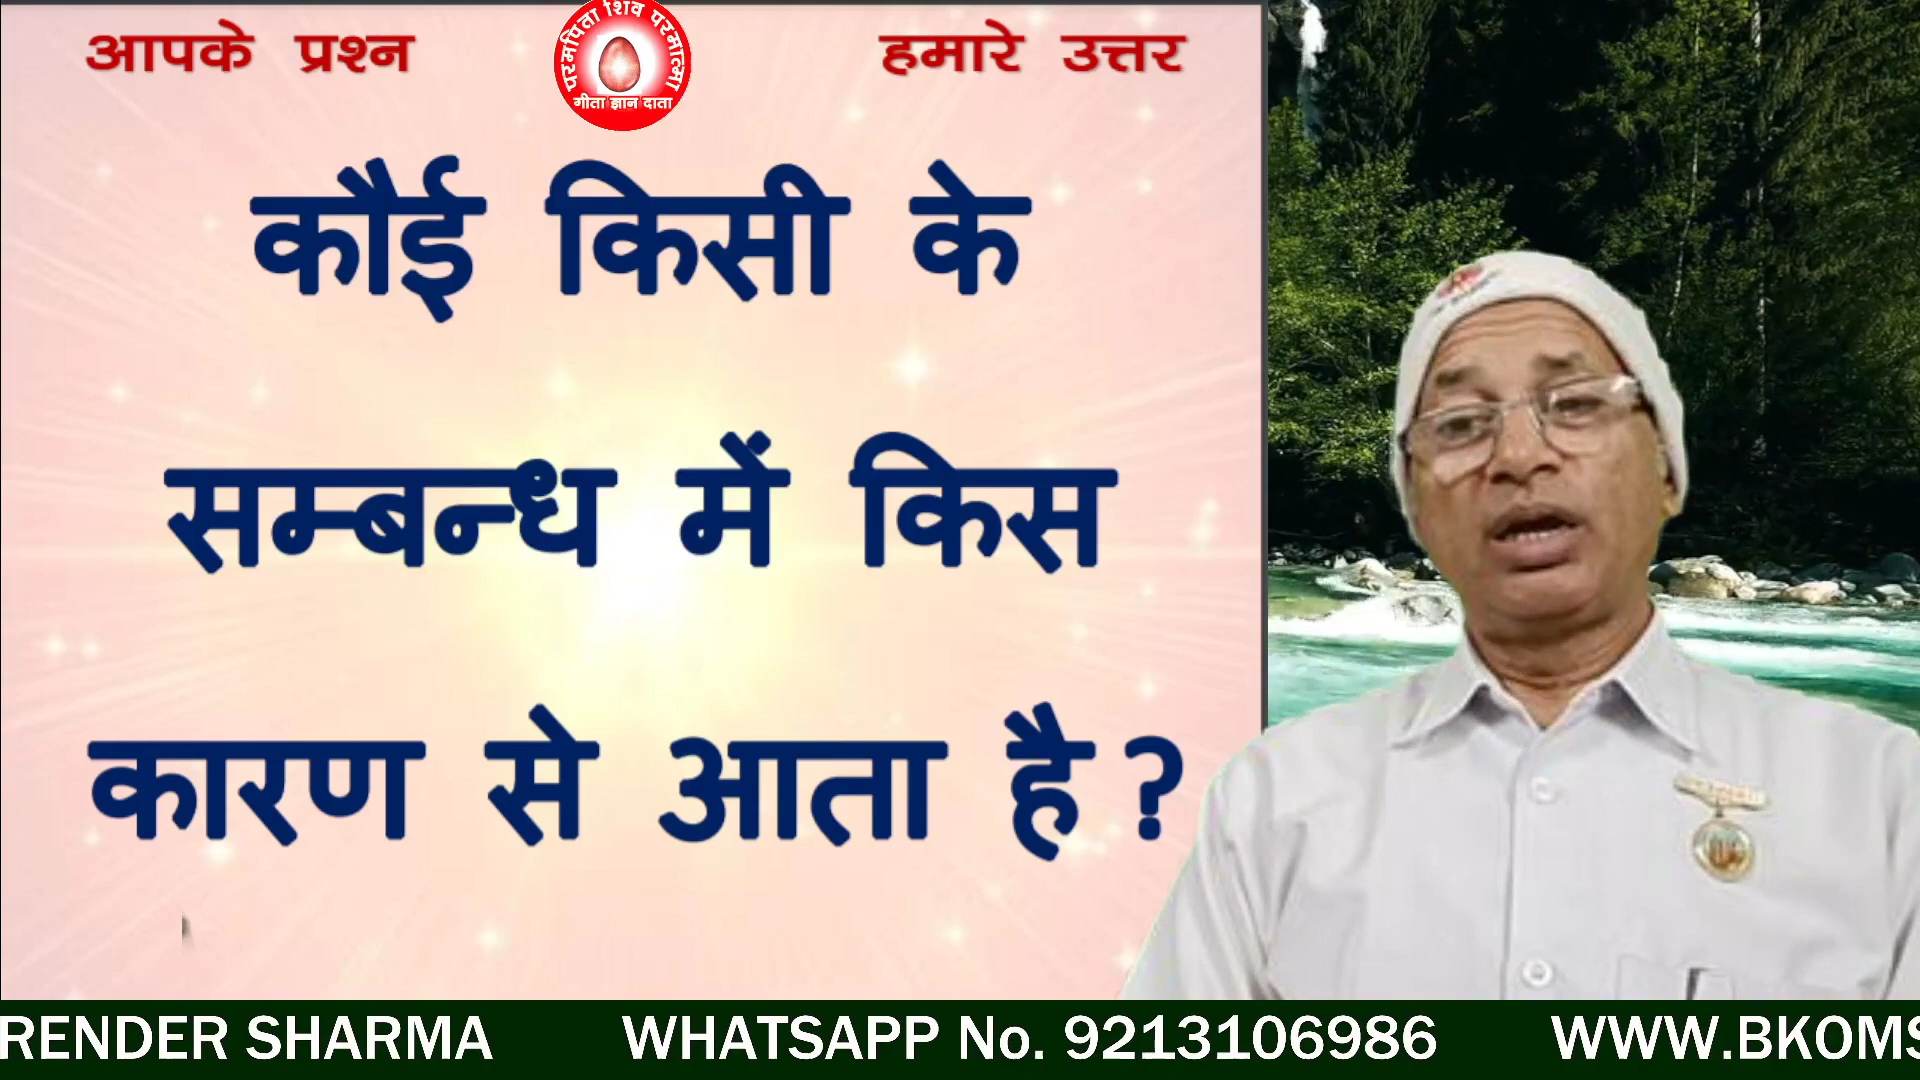 आपके प्रश्न
परमपिता शिव परमात्मा
गीता ज्ञान दाता
हमारे उत्तर
कौई किसी के
सम्बन्ध में किस
कारण से आता है ?
RENDER SHARMA WHATSAPP No. 9213106986 WWW.BKOMS